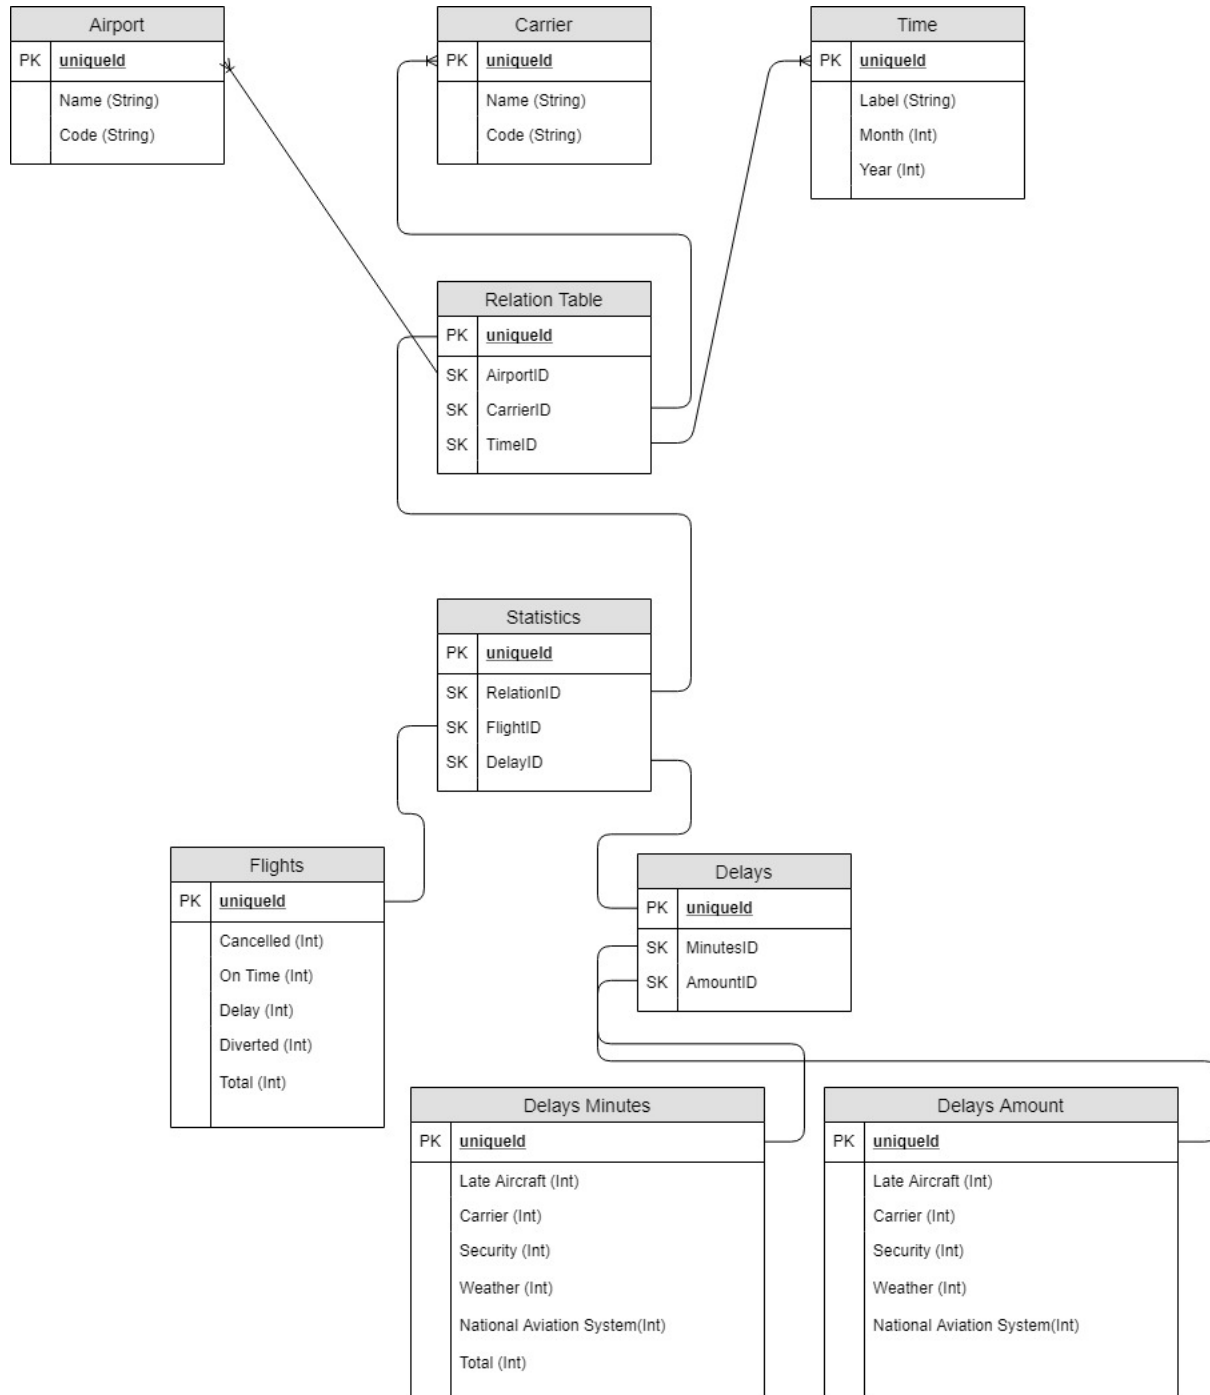 Airport
PK uniqueId
Name (String)
Code (String)
Carrier
PK uniqueId
Name (String)
Code (String)
Time
PK uniqueId
Label (String)
Month (Int)
Year (Int)
Relation Table
PK uniqueId
SK AirportID
SK CarrierID
SK TimeID
Statistics
PK uniqueId
SK RelationID
SK FlightID
SK DelayID
Flights
PK uniqueId
Cancelled (Int)
On Time (Int)
Delay (Int)
Diverted (Int)
Total (Int)
Delays
PK uniqueId
SK MinutesID
SK AmountID
Delays Minutes
PK uniqueId
Late Aircraft (Int)
Carrier (Int)
Security (Int)
Weather (Int)
National Aviation System(Int)
Total (Int)
Delays Amount
PK uniqueId
Late Aircraft (Int)
Carrier (Int)
Security (Int)
Weather (Int)
National Aviation System(Int)